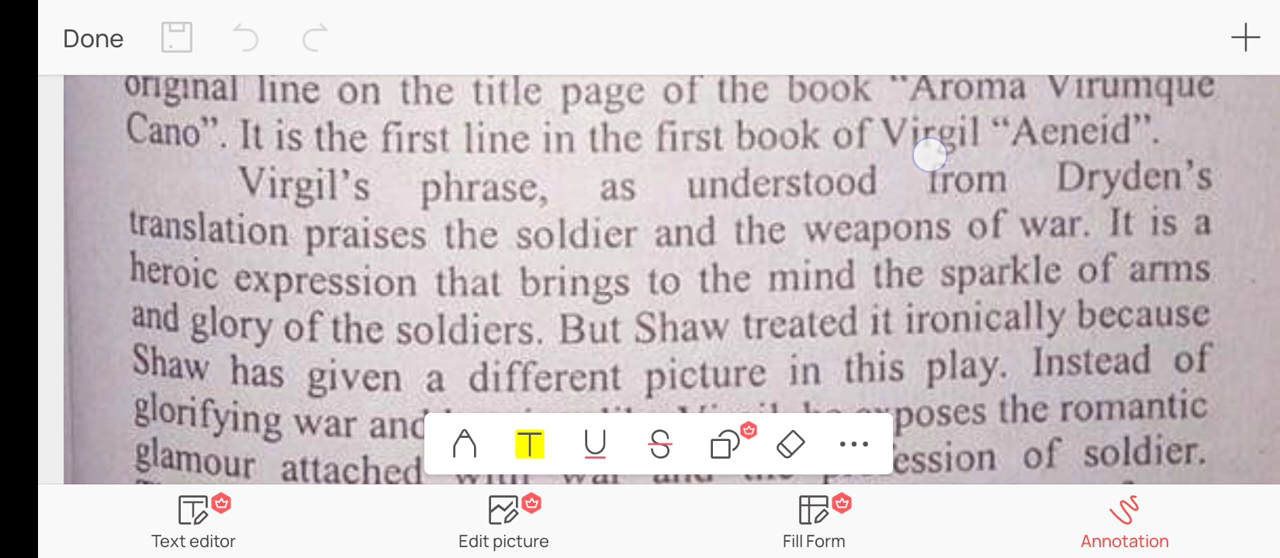 Done
original line on the title page of the book "Aroma Virumque
Cano". It is the first line in the first book of Virgil "Aeneid".
Virgil's phrase, as understood from Dryden's
translation praises the soldier and the weapons of war. It is a
heroic expression that brings to the mind the sparkle of arms
and glory of the soldiers. But Shaw treated it ironically because
Shaw has given a different picture in this play. Instead of
glorifying war and poses the romantic
glamour attached ession of soldier.
Text editor
Edit picture
Fill Form
Annotation